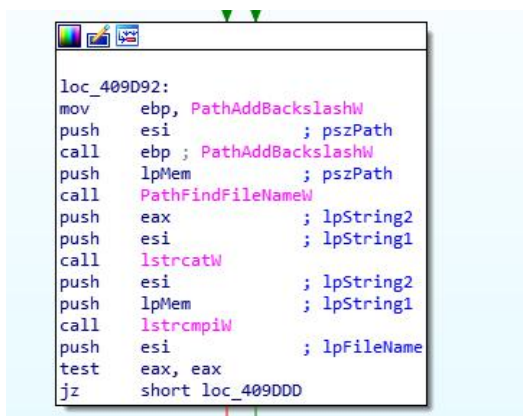 loc_409D92:
mov ebp, PathAddBackslashW
push esi ; pszPath
call ebp ; PathAddBackslashW
push lpMem ; pszPath
call PathFindFileNameW
push eax ; lpString2
push esi ; lpString1
call lstrcatW
push esi ; lpString2
push lpMem ; lpString1
call lstrcmpiW
push esi ; lpFileName
test eax, eax
jz short loc_409DDD